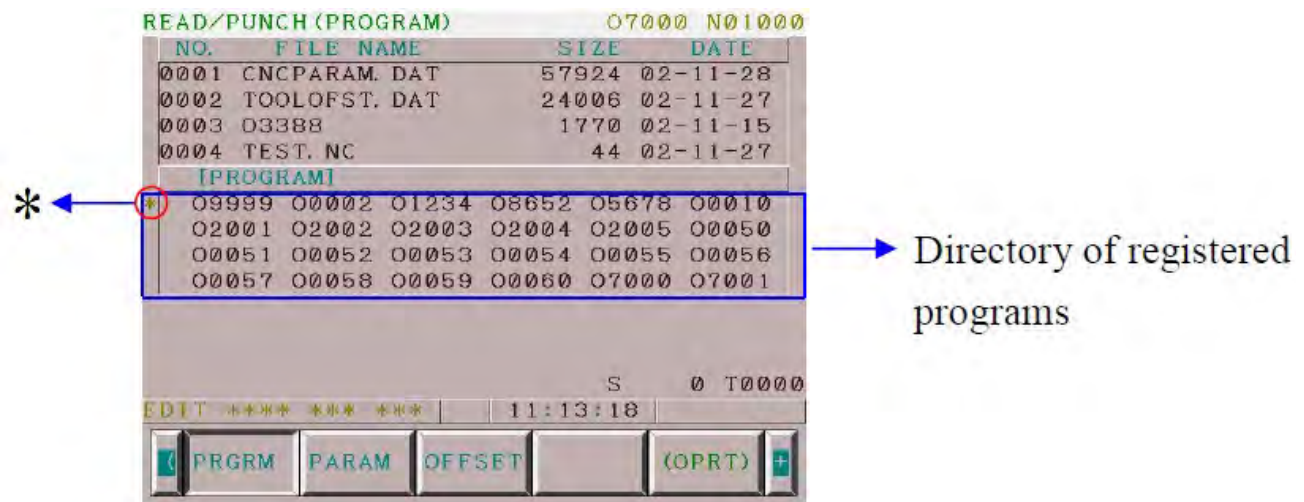 READ/PUNCH(PROGRAM) O7000 N01000
NO. FILE NAME SIZE DATE
0001 CNCPARAM. DAT 57924 02-11-28
0002 TOOLOFST. DAT 24006 02-11-27
0003 O3388 1770 02-11-15
0004 TEST. NC 44 02-11-27
[PROGRAM]
* * O9999 O0002 O1234 O8652 O5678 O0010
O2001 O2002 O2003 O2004 O2005 O0050
O0051 O0052 O0053 O0054 O0055 O0056
O0057 O0058 O0059 O0060 O7000 O7001
Directory of registered
programs
S 0 T0000
EDIT **** *** *** 11:13:18
( PRGRM PARAM OFFSET (OPRT) +